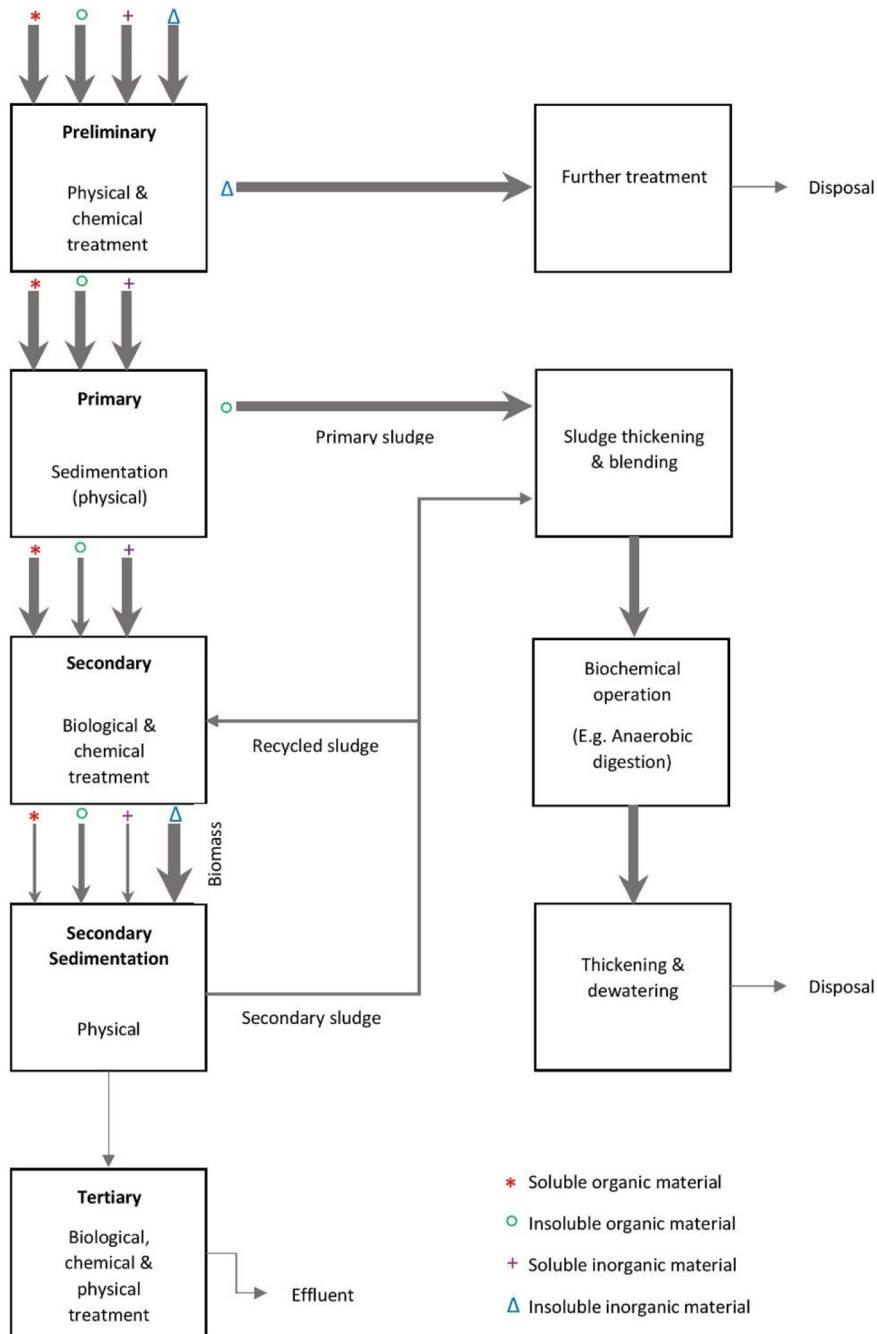 * O + Δ
Preliminary
Physical &
chemical
treatment
Δ
Further treatment
Disposal
* O + 
Primary
Sedimentation
(physical)
O
Primary sludge
Sludge thickening
& blending
* O +
Secondary
Biological &
chemical
treatment
Recycled sludge
Biochemical
operation
(E.g. Anaerobic
digestion)
* O + Δ
Biomass
Secondary
Sedimentation
Physical
Secondary sludge
Thickening &
dewatering
Disposal
Tertiary
Biological,
chemical &
physical
treatment
Effluent
* Soluble organic material
O Insoluble organic material
+ Soluble inorganic material
Δ Insoluble inorganic material